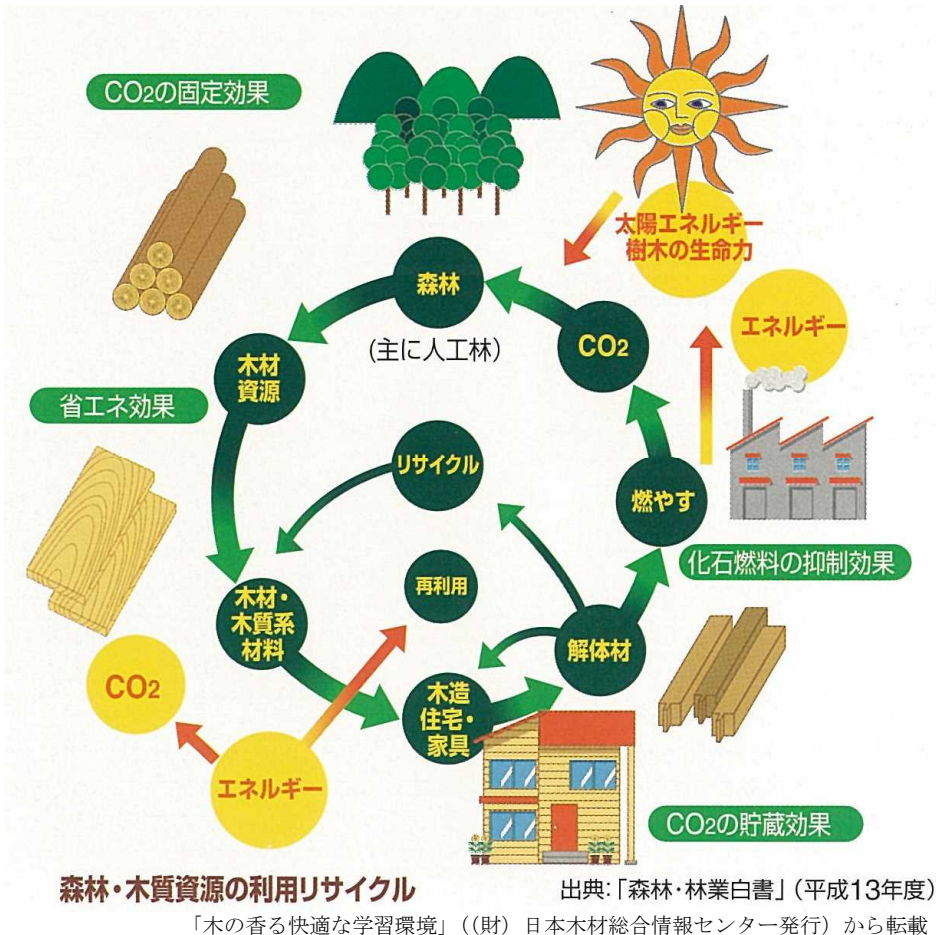 CO2の固定効果
太陽エネルギー
樹木の生命力
森林
(主に人工林)
CO2
エネルギー
木材
資源
省エネ効果
リサイクル
燃やす
化石燃料の抑制効果
再利用
木材・
木質系
材料
解体材
CO2
木造
住宅・
家具
エネルギー
CO2の貯蔵効果
森林・木質資源の利用リサイクル
出典:「森林・林業白書」(平成13年度)
「木の香る快適な学習環境」((財)日本木材総合情報センター発行)から転載